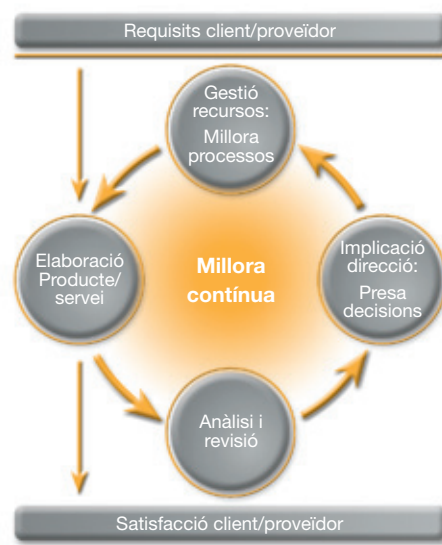 Requisits client/proveïdor
Gestió
recursos:
Millora
processos
Elaboració
Producte/
servei
Millora
contínua
Implicació
direcció:
Presa
decisions
Anàlisi i
revisió
Satisfacció client/proveïdor